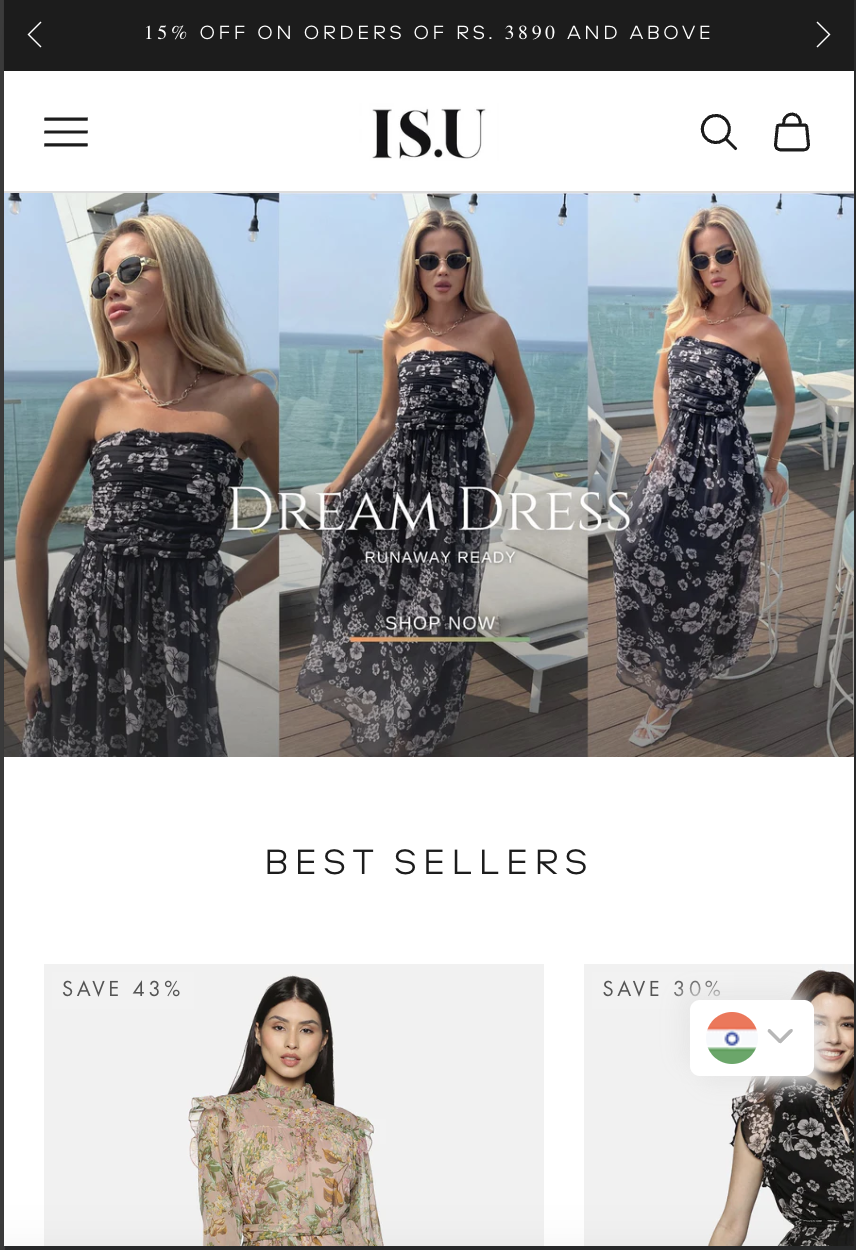 15% OFF ON ORDERS OF RS. 3890 AND ABOVE
IS.U
DREAM DRESS
RUNAWAY READY
SHOP NOW
BEST SELLERS
SAVE 43%
SAVE 30%